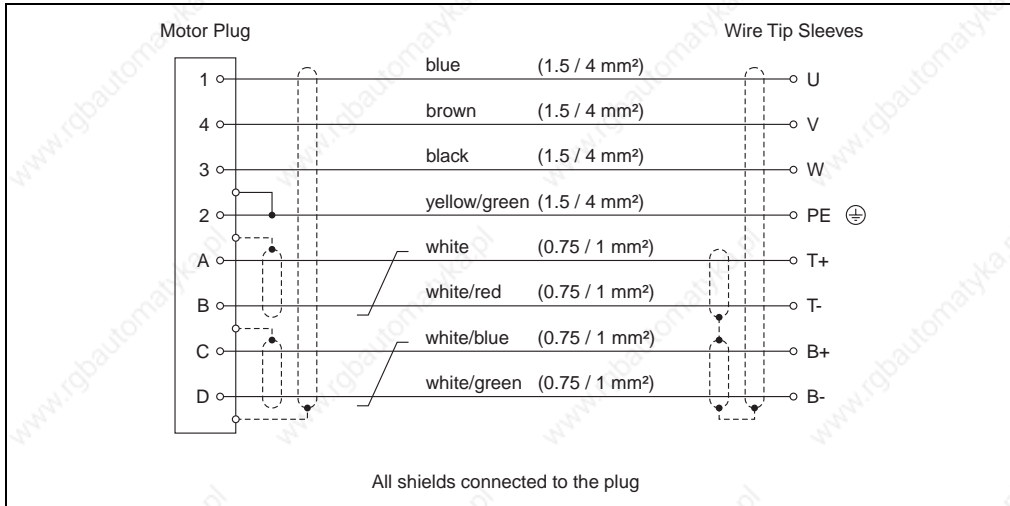 Motor Plug Wire Tip Sleeves
1 blue (1.5 / 4 mm²) U
4 brown (1.5 / 4 mm²) V
3 black (1.5 / 4 mm²) W
2 yellow/green (1.5 / 4 mm²) PE
A white (0.75 / 1 mm²) T+
B white/red (0.75 / 1 mm²) T-
C white/blue (0.75 / 1 mm²) B+
D white/green (0.75 / 1 mm²) B-
All shields connected to the plug
www.rgbautomatyka.pl